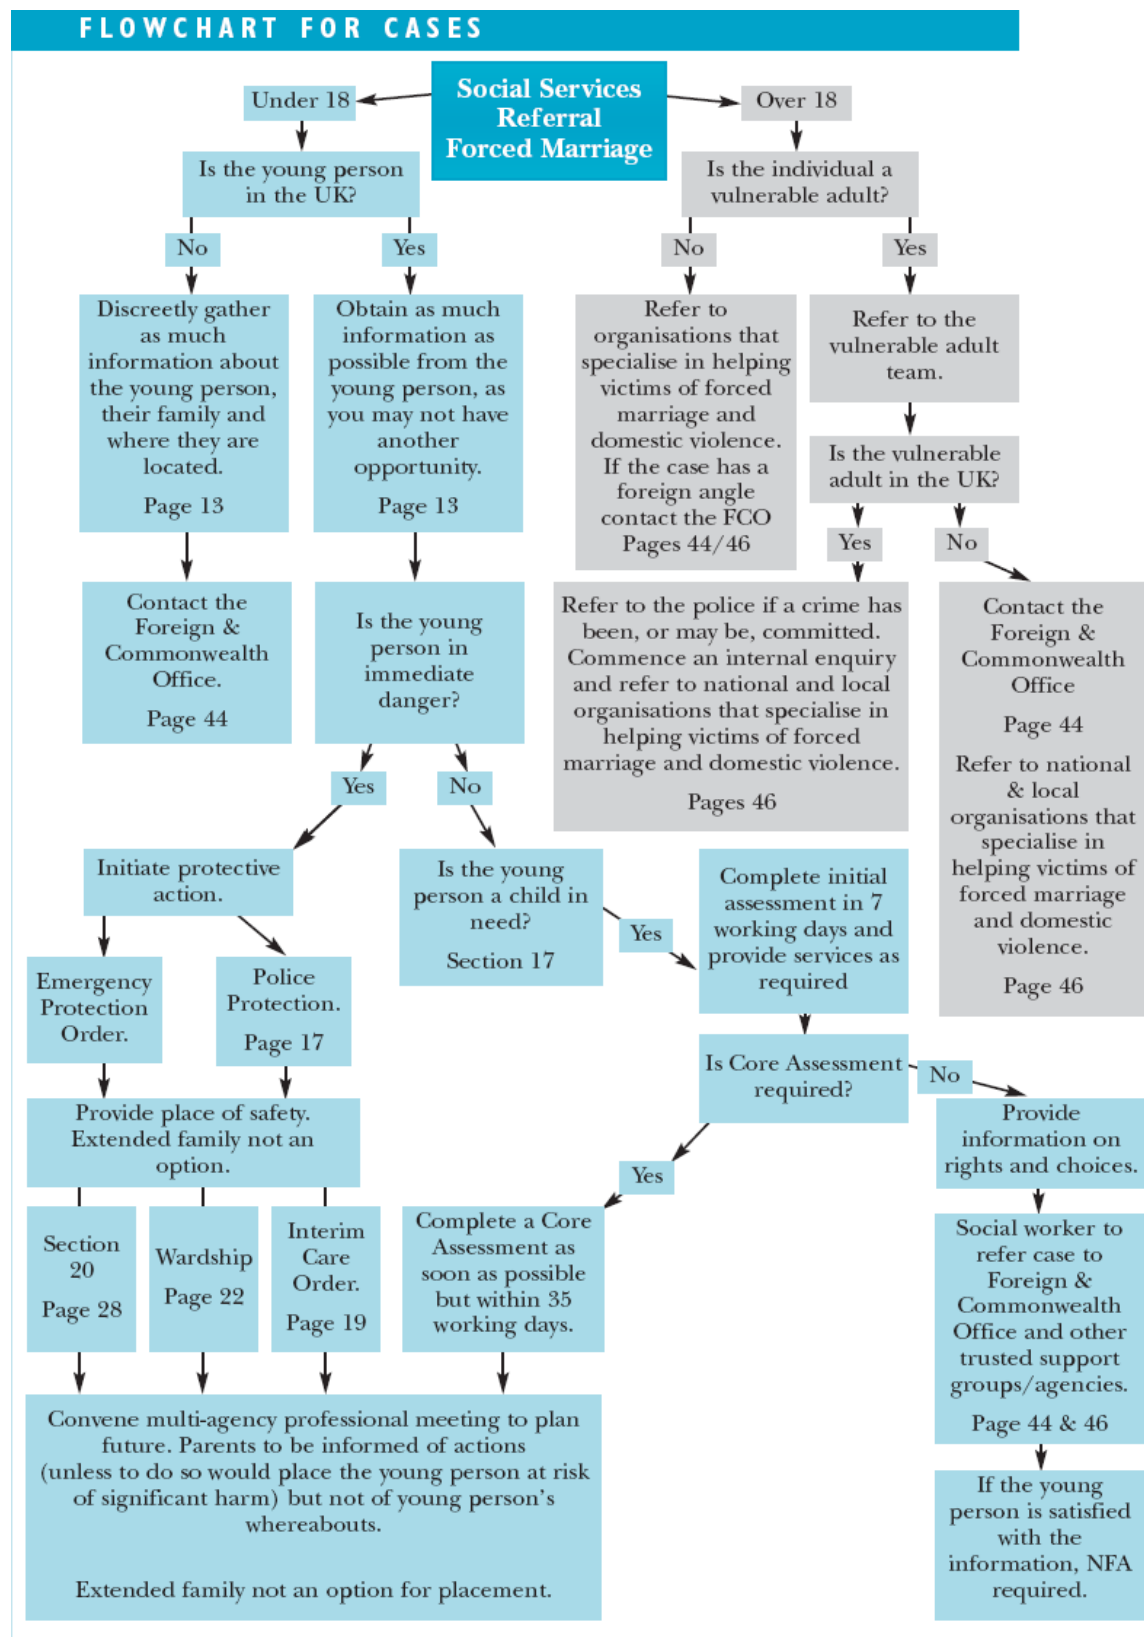 FLOWCHART FOR CASES
Social Services
Referral
Forced Marriage
Under 18
Over 18
Is the young person
in the UK?
Is the individual a
vulnerable adult?
No
Yes
No
Yes
Discreetly gather
as much
information about
the young person,
their family and
where they are
located.
Page 13
Obtain as much
information as
possible from the
young person, as
you may not have
another
opportunity.
Page 13
Refer to
organisations that
specialise in helping
victims of forced
marriage and
domestic violence.
If the case has a
foreign angle
contact the FCO
Pages 44/46
Refer to the
vulnerable adult
team.
Is the vulnerable
adult in the UK?
Yes
No
Contact the
Foreign &
Commonwealth
Office.
Page 44
Is the young
person in
immediate
danger?
Refer to the police if a crime has
been, or may be, committed.
Commence an internal enquiry
and refer to national and local
organisations that specialise in
helping victims of forced
marriage and domestic violence.
Pages 46
Contact the
Foreign &
Commonwealth
Office
Page 44
Refer to national
& local
organisations that
specialise in
helping victims of
forced marriage
and domestic
violence.
Page 46
Yes
No
Initiate protective
action.
Is the young
person a child in
need?
Section 17
Yes
Complete initial
assessment in 7
working days and
provide services as
required
Emergency
Protection
Order.
Police
Protection.
Page 17
Is Core Assessment
required?
No
Provide place of safety.
Extended family not an
option.
Provide
information on
rights and choices.
Yes
Section
20
Page 28
Wardship
Page 22
Interim
Care
Order.
Page 19
Complete a Core
Assessment as
soon as possible
but within 35
working days.
Social worker to
refer case to
Foreign &
Commonwealth
Office and other
trusted support
groups/agencies.
Page 44 & 46
Convene multi-agency professional meeting to plan
future. Parents to be informed of actions
(unless to do so would place the young person at risk
of significant harm) but not of young person's
whereabouts.
Extended family not an option for placement.
If the young
person is satisfied
with the
information, NFA
required.